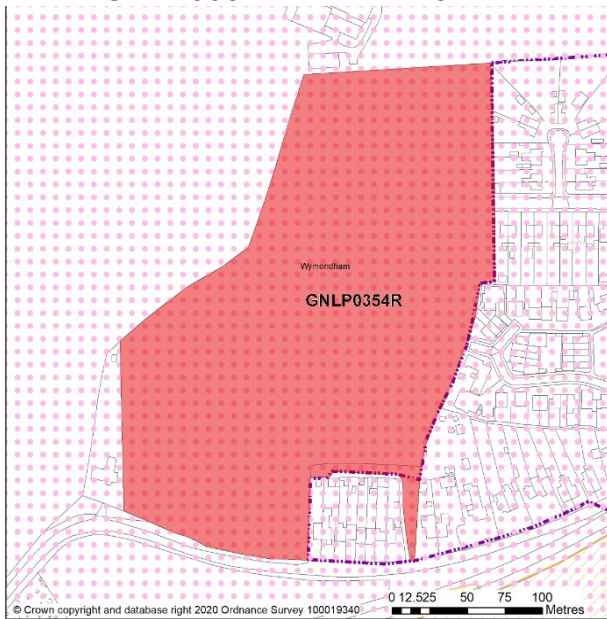 Wymondham
GNLP0354R
© Crown copyright and database right 2020 Ordnance Survey 100019340
0 12.525 50 75 100
Metres